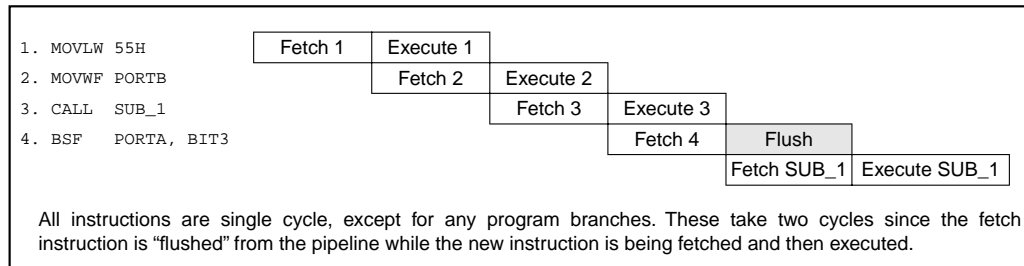 1. MOVLW 55H Fetch 1 Execute 1
2. MOVWF PORTB Fetch 2 Execute 2
3. CALL SUB_1 Fetch 3 Execute 3
4. BSF PORTA, BIT3 Fetch 4 Flush
Fetch SUB_1 Execute SUB_1
All instructions are single cycle, except for any program branches. These take two cycles since the fetch
instruction is “flushed” from the pipeline while the new instruction is being fetched and then executed.